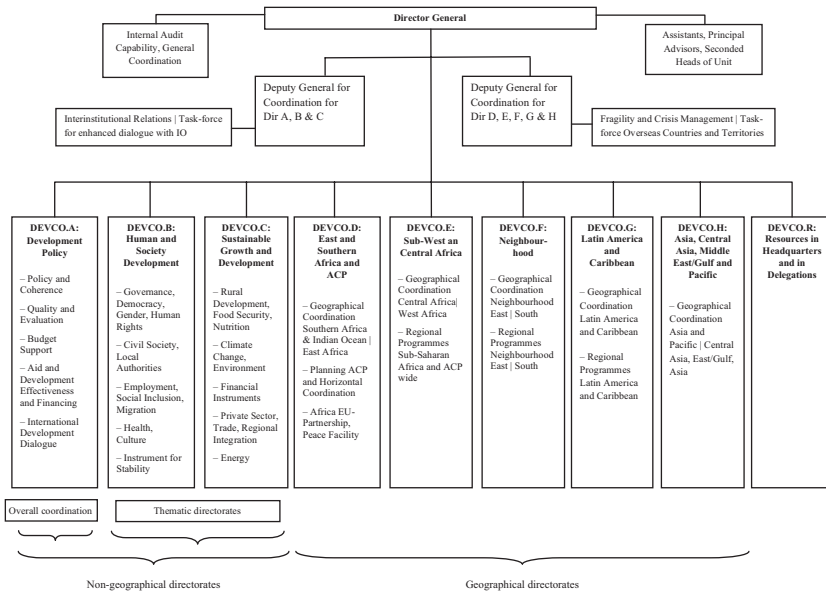 Director General
Internal Audit
Capability, General
Coordination
Assistants, Principal
Advisors, Seconded
Heads of Unit
Deputy General for
Coordination for
Dir A, B & C
Deputy General for
Coordination for
Dir D, E, F, G & H
Interinstitutional Relations | Task-force
for enhanced dialogue with IO
Fragility and Crisis Management | Task-
force Overseas Countries and Territories
DEVCO.A:
Development
Policy
– Policy and
Coherence
– Quality and
Evaluation
– Budget
Support
– Aid and
Development
Effectiveness
and Financing
– International
Development
Dialogue
DEVCO.B:
Human and
Society
Development
– Governance,
Democracy,
Gender, Human
Rights
– Civil Society,
Local
Authorities
– Employment,
Social Inclusion,
Migration
– Health,
Culture
– Instrument for
Stability
DEVCO.C:
Sustainable
Growth and
Development
– Rural
Development,
Food Security,
Nutrition
– Climate
Change,
Environment
– Financial
Instruments
– Private Sector,
Trade, Regional
Integration
– Energy
DEVCO.D:
East and
Southern
Africa and
ACP
– Geographical
Coordination
Southern Africa
& Indian Ocean |
East Africa
– Planning ACP
and Horizontal
Coordination
– Africa EU-
Partnership,
Peace Facility
DEVCO.E:
Sub-West an
Central Africa
– Geographical
Coordination
Central Africa|
West Africa
– Regional
Programmes
Sub-Saharan
Africa and ACP
wide
DEVCO.F:
Neighbour-
hood
– Geographical
Coordination
Neighbourhood
East | South
– Regional
Programmes
Neighbourhood
East | South
DEVCO.G:
Latin America
and
Caribbean
– Geographical
Coordination
Latin America
and Caribbean
– Regional
Programmes
Latin America
and Caribbean
DEVCO.H:
Asia, Central
Asia, Middle
East/Gulf and
Pacific
– Geographical
Coordination
Asia and
Pacific | Central
Asia, East/Gulf,
Asia
DEVCO.R:
Resources in
Headquarters
and in
Delegations
Overall coordination
Thematic directorates
Non-geographical directorates
Geographical directorates